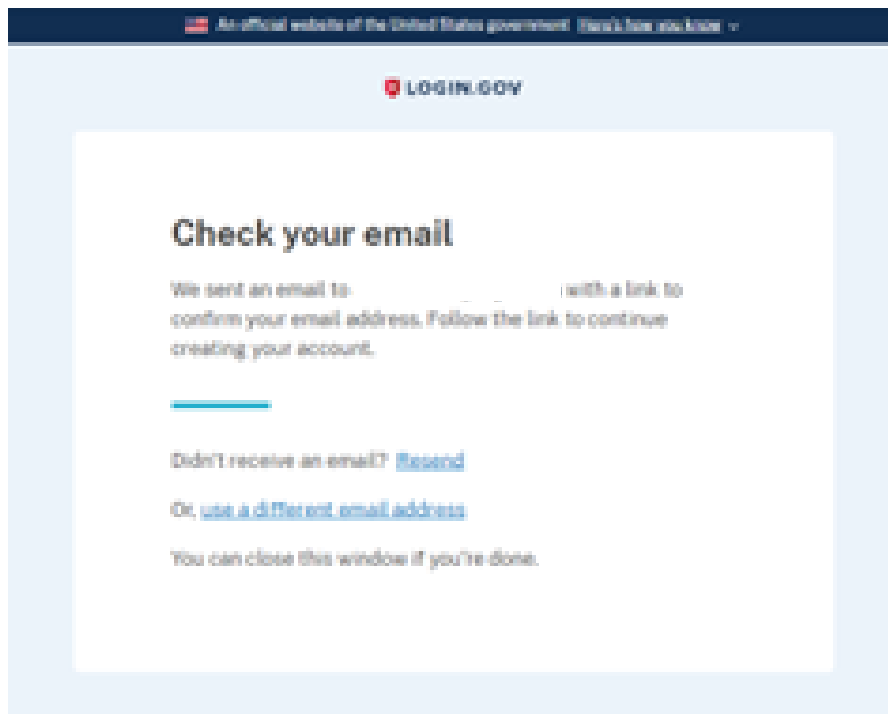 An official website of the United States government Here's how you know
LOGIN.GOV
Check your email
We sent an email to with a link to
confirm your email address. Follow the link to continue
creating your account.
Didn't receive an email? Resend
Or, use a different email address
You can close this window if you're done.